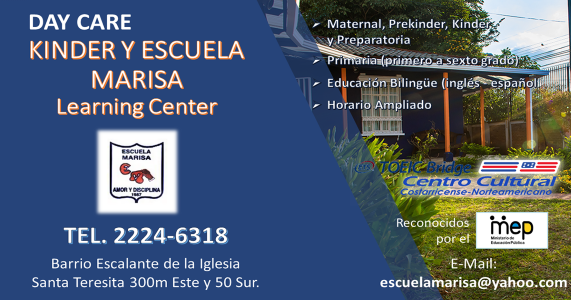 DAY CARE
KINDER Y ESCUELA
MARISA
Learning Center
ESCUELA
MARISA
AMOR Y DISCIPLINA
1987
TEL. 2224-6318
Barrio Escalante de la Iglesia
Santa Teresita 300m Este y 50 Sur.
Maternal, Prekinder, Kinder
y Preparatoria
Primaria (primero a sexto grado)
Educación Bilingüe (inglés - español
Horario Ampliado
TOEIC Bridge
Centro Cultural
Costarricense-Norteamericano
Reconocidos
por el
mep
Ministerio de
Educación Pública
E-Mail:
escuelamarisa@yahoo.com